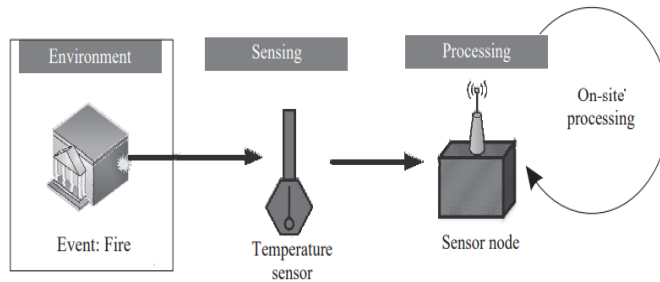 Environment
Sensing
Processing
On-site
processing
Event: Fire
Temperature
sensor
Sensor node